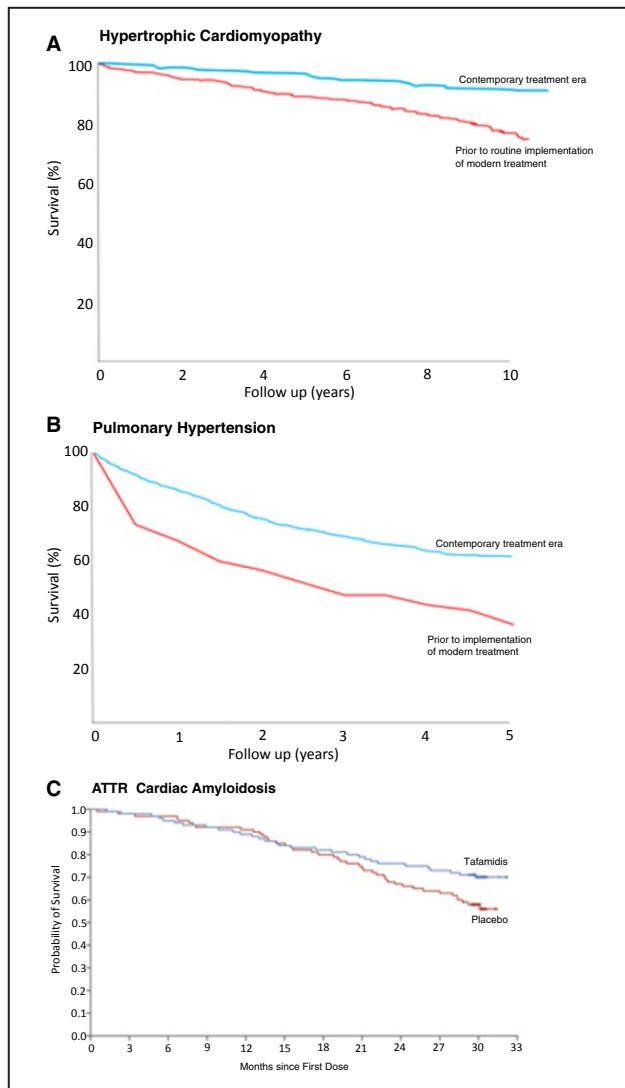 A Hypertrophic Cardiomyopathy
100
80
60
40
20
Survival (%)
Contemporary treatment era
Prior to routine implementation
of modern treatment
0 2 4 6 8 10
Follow up (years)
B Pulmonary Hypertension
100
80
60
40
20
Survival (%)
Contemporary treatment era
Prior to implementation
of modern treatment
0 1 2 3 4 5
Follow up (years)
C ATTR Cardiac Amyloidosis
1.0
0.9
0.8
0.7
0.6
0.5
0.4
0.3
0.2
0.1
0.0
Probability of Survival
Tafamidis
Placebo
0 3 6 9 12 15 18 21 24 27 30 33
Months since First Dose